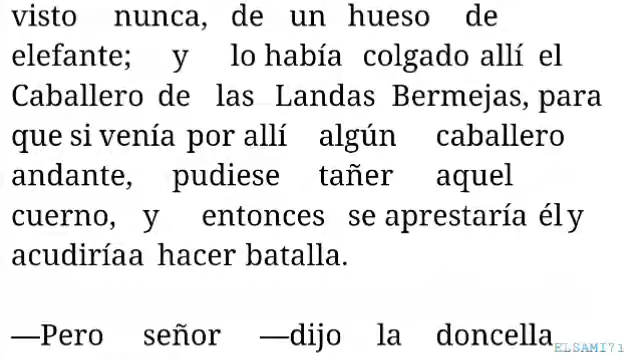 visto nunca, de un hueso de
elefante; y lo había colgado allí el
Caballero de las Landas Bermejas, para
que si venía por allí algún caballero
andante, pudiese tañer aquel
cuerno, y entonces se aprestaría él y
acudiríaa hacer batalla.
—Pero señor —dijo la doncella
ELSAMI71